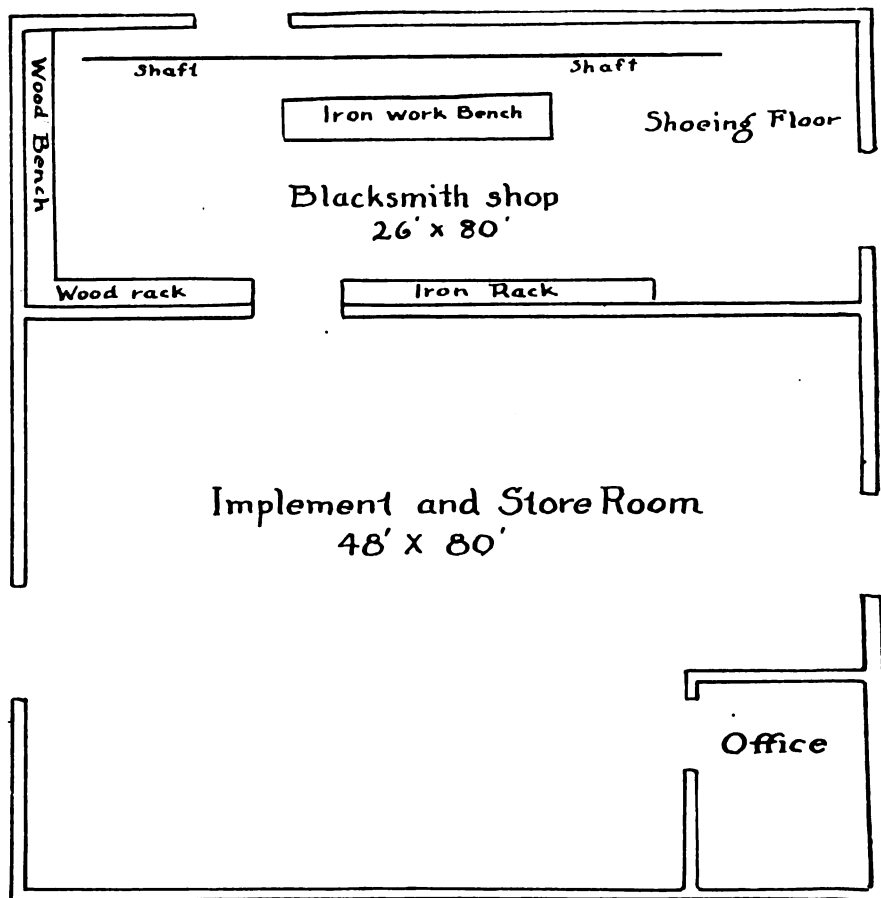 Shaft
Shaft
Wood Bench
Iron work Bench
Shoeing Floor
Blacksmith shop
26' x 80'
Wood rack
Iron Rack
Implement and Store Room
48' X 80'
Office